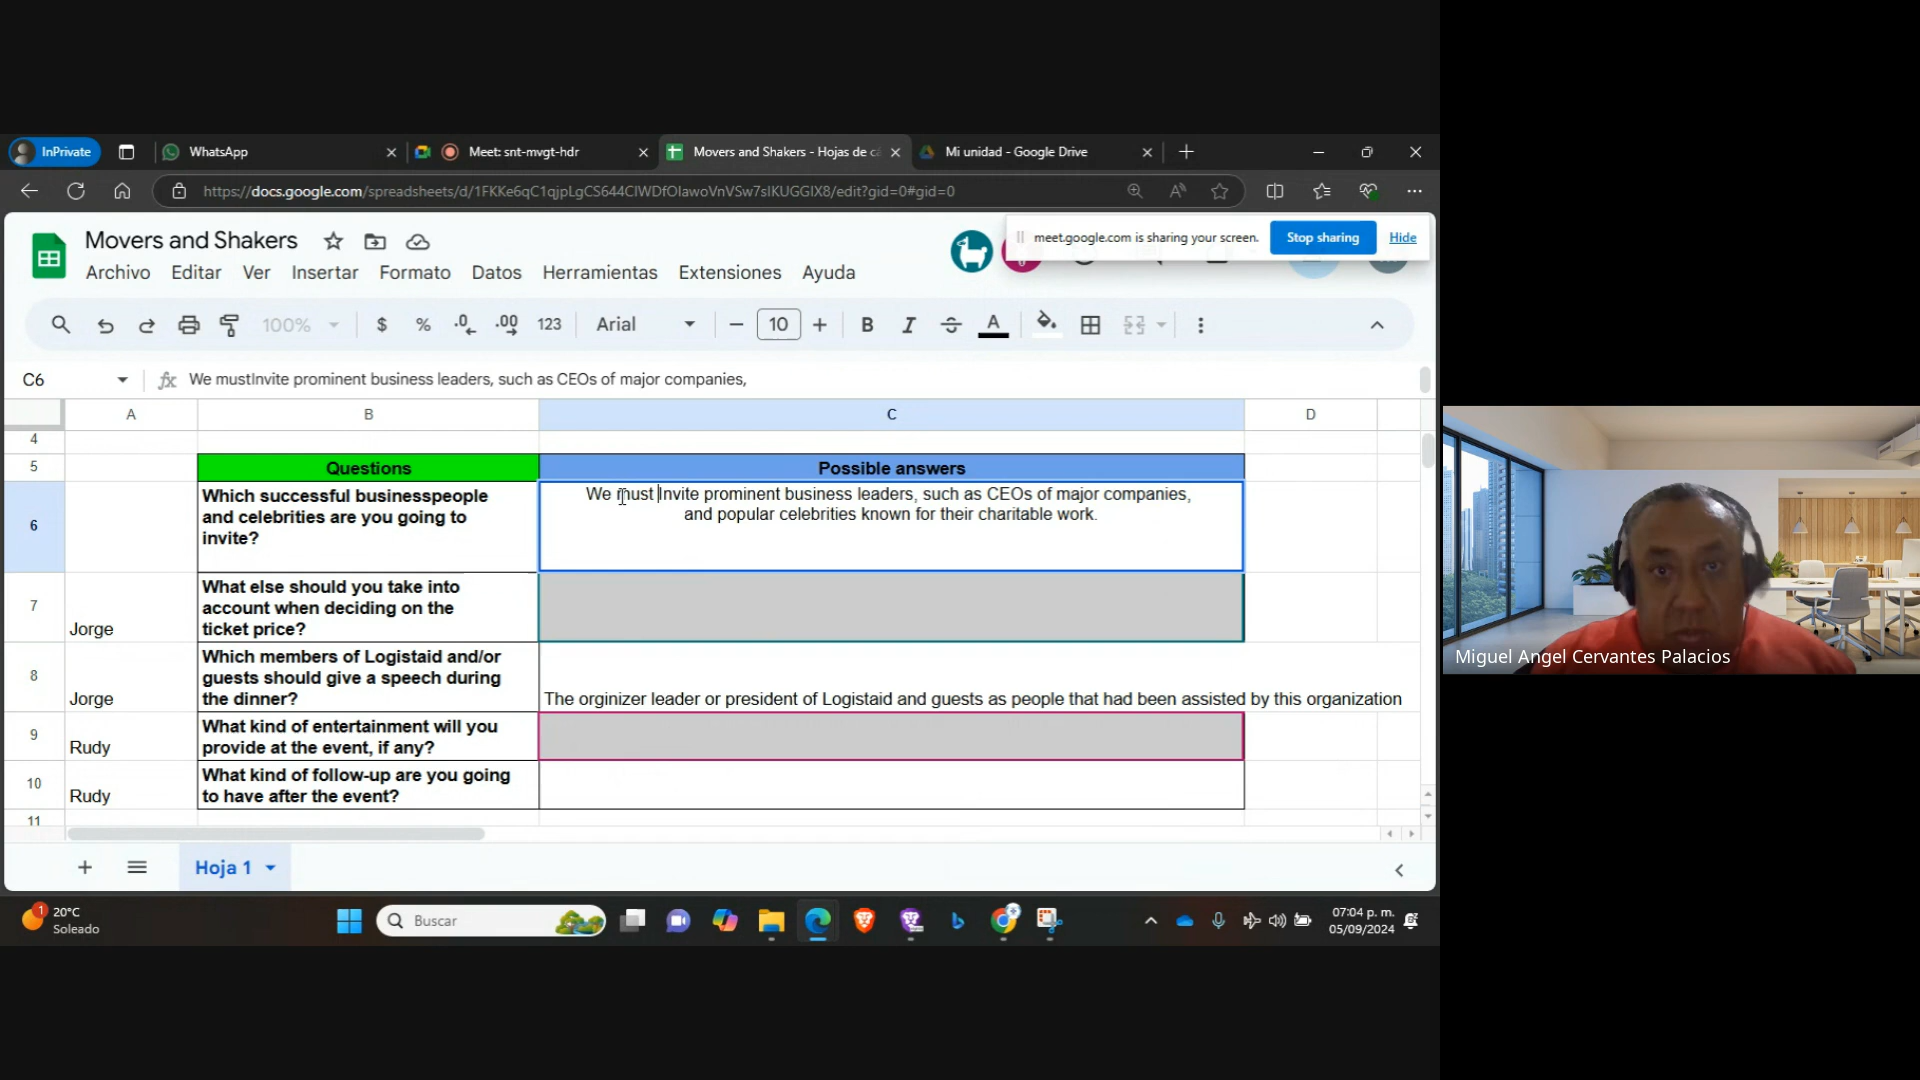 InPrivate
WhatsApp
Meet: snt-mvgt-hdr
Movers and Shakers - Hojas de cá
Mi unidad - Google Drive
https://docs.google.com/spreadsheets/d/1FKKe6qC1qjpLgCS644CIWDfOIawoVnVSw7sIKUGGIX8/edit?gid=0#gid=0
Movers and Shakers
meet.google.com is sharing your screen.
Stop sharing
Hide
Archivo Editar Ver Insertar Formato Datos Herramientas Extensiones Ayuda
100% $ % .0 .00 123 Arial 10 B I A
C6 fx We mustInvite prominent business leaders, such as CEOs of major companies,
A B C D
4
5 Questions Possible answers
6 Which successful businesspeople
and celebrities are you going to
invite?
We must Invite prominent business leaders, such as CEOs of major companies,
and popular celebrities known for their charitable work.
7 Jorge
What else should you take into
account when deciding on the
ticket price?
8 Jorge
Which members of Logistaid and/or
guests should give a speech during
the dinner?
The orginizer leader or president of Logistaid and guests as people that had been assisted by this organization
9 Rudy
What kind of entertainment will you
provide at the event, if any?
10 Rudy
What kind of follow-up are you going
to have after the event?
11
Hoja 1
1
20°C
Soleado
Buscar
07:04 p. m.
05/09/2024
Miguel Angel Cervantes Palacios